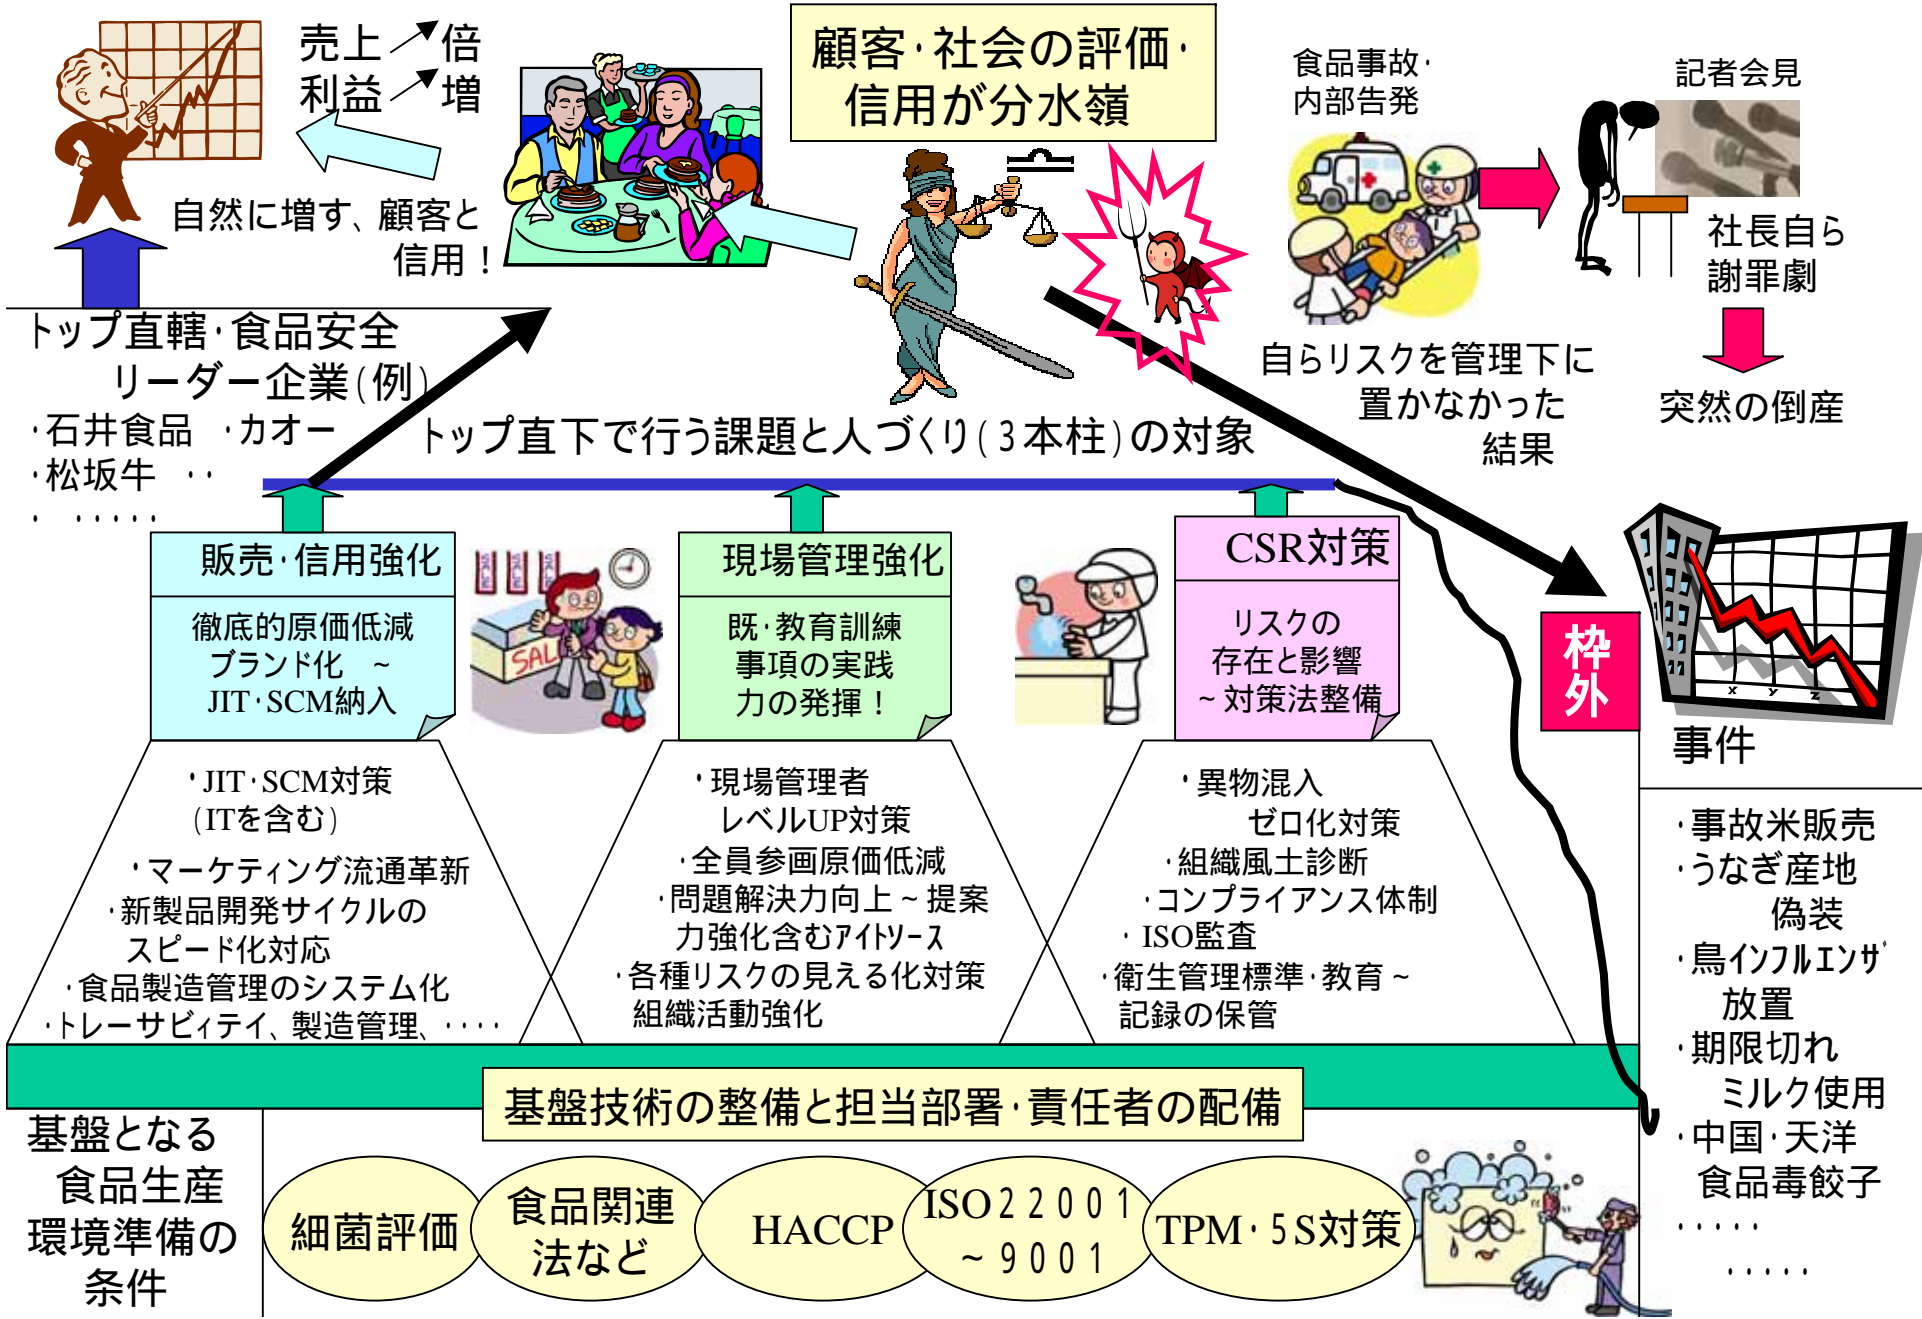 売上↗倍
利益↗増
自然に増す、顧客と
信用！
顧客・社会の評価・
信用が分水嶺
食品事故・
内部告発
記者会見
社長自ら
謝罪劇
突然の倒産
自らリスクを管理下に
置かなかった
結果
トップ直轄・食品安全
リーダー企業(例)
・石井食品 ・カオー
・松坂牛 ・・
・ ・・・・・
トップ直下で行う課題と人づくり(3本柱)の対象
販売・信用強化
徹底的原価低減
ブランド化 ~
JIT・SCM納入
SAL
現場管理強化
既・教育訓練
事項の実践
力の発揮！
CSR対策
リスクの
存在と影響
~対策法整備
枠外
X Y Z
事件
・JIT・SCM対策
(ITを含む)
・マーケティング流通革新
・新製品開発サイクルの
スピード化対応
・食品製造管理のシステム化
・トレーサビィテイ、製造管理、・・・・
・現場管理者
レベルUP対策
・全員参画原価低減
・問題解決力向上~提案
力強化含むｱｲﾄｿｰｽ
・各種リスクの見える化対策
組織活動強化
・異物混入
ゼロ化対策
・組織風土診断
・コンプライアンス体制
・ISO監査
・衛生管理標準・教育~
記録の保管
・事故米販売
・うなぎ産地
偽装
・鳥ｲﾝﾌﾙｴﾝｻﾞ
放置
・期限切れ
ミルク使用
・中国・天洋
食品毒餃子
・・・・・
・・・・・
基盤技術の整備と担当部署・責任者の配備
基盤となる
食品生産
環境準備の
条件
細菌評価
食品関連
法など
HACCP
ISO22001
~9001
TPM・5S対策